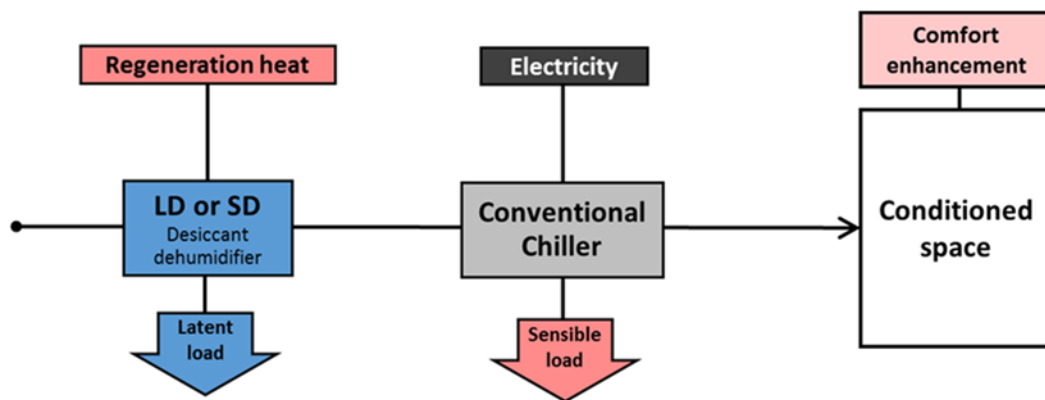 Regeneration heat
Electricity
Comfort
enhancement
LD or SD
Desiccant
dehumidifier
Conventional
Chiller
Conditioned
space
Latent
load
Sensible
load